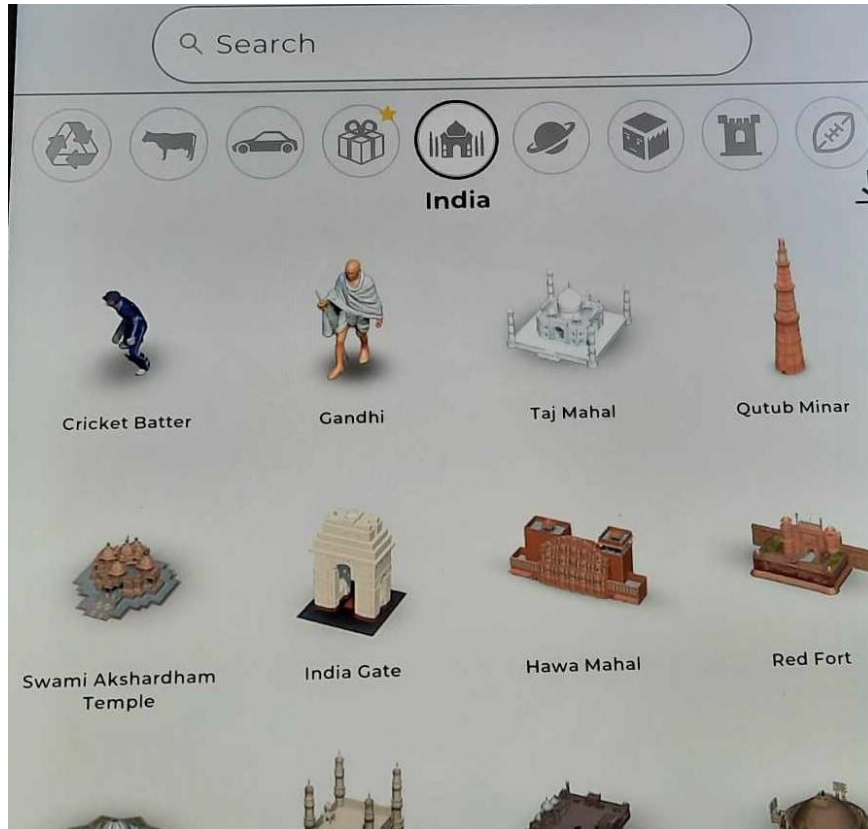 Search
India
Cricket Batter
Gandhi
Taj Mahal
Qutub Minar
Swami Akshardham
Temple
India Gate
Hawa Mahal
Red Fort